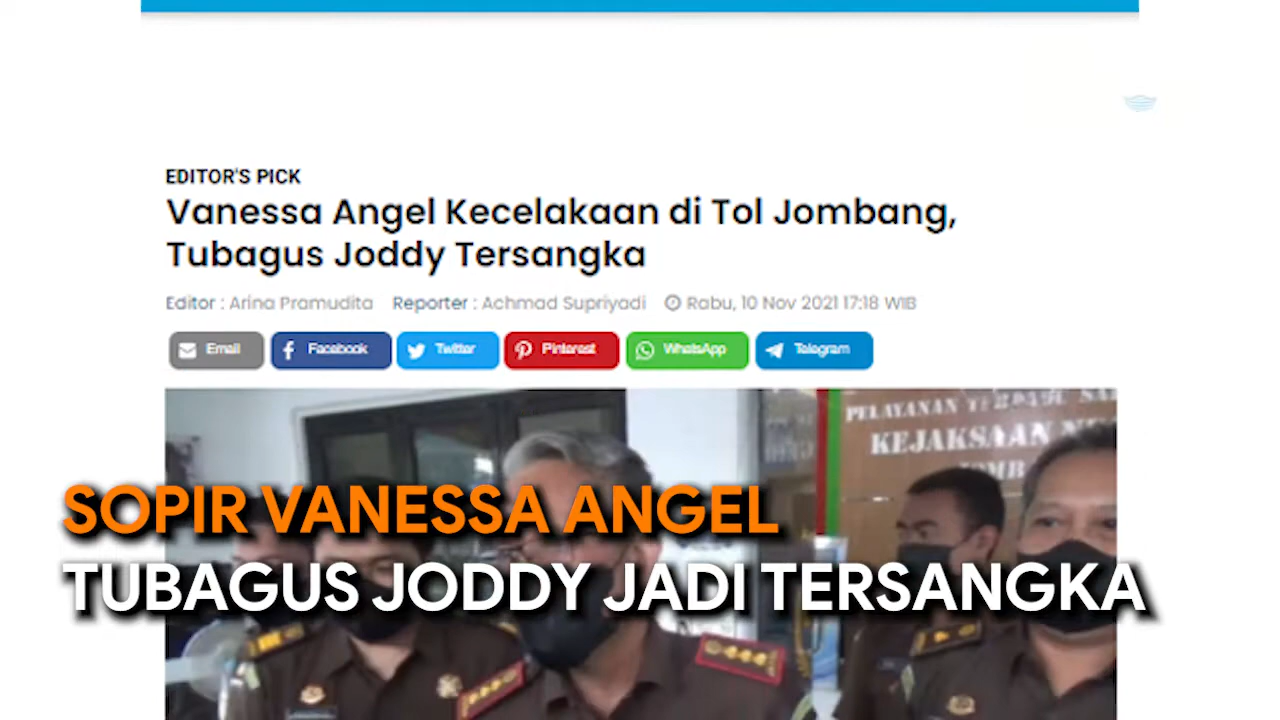 EDITOR'S PICK
Vanessa Angel Kecelakaan di Tol Jombang,
Tubagus Joddy Tersangka
Editor : Arina Pramudita Reporter : Achmad Supriyadi Rabu, 10 Nov 2021 17:18 WIB
Email Facebook Twitter Pinterest WhatsApp Telegram
PELAYANAN
KEJAKSAAN
SOPIR VANESSA ANGEL
TUBAGUS JODDY JADI TERSANGKA